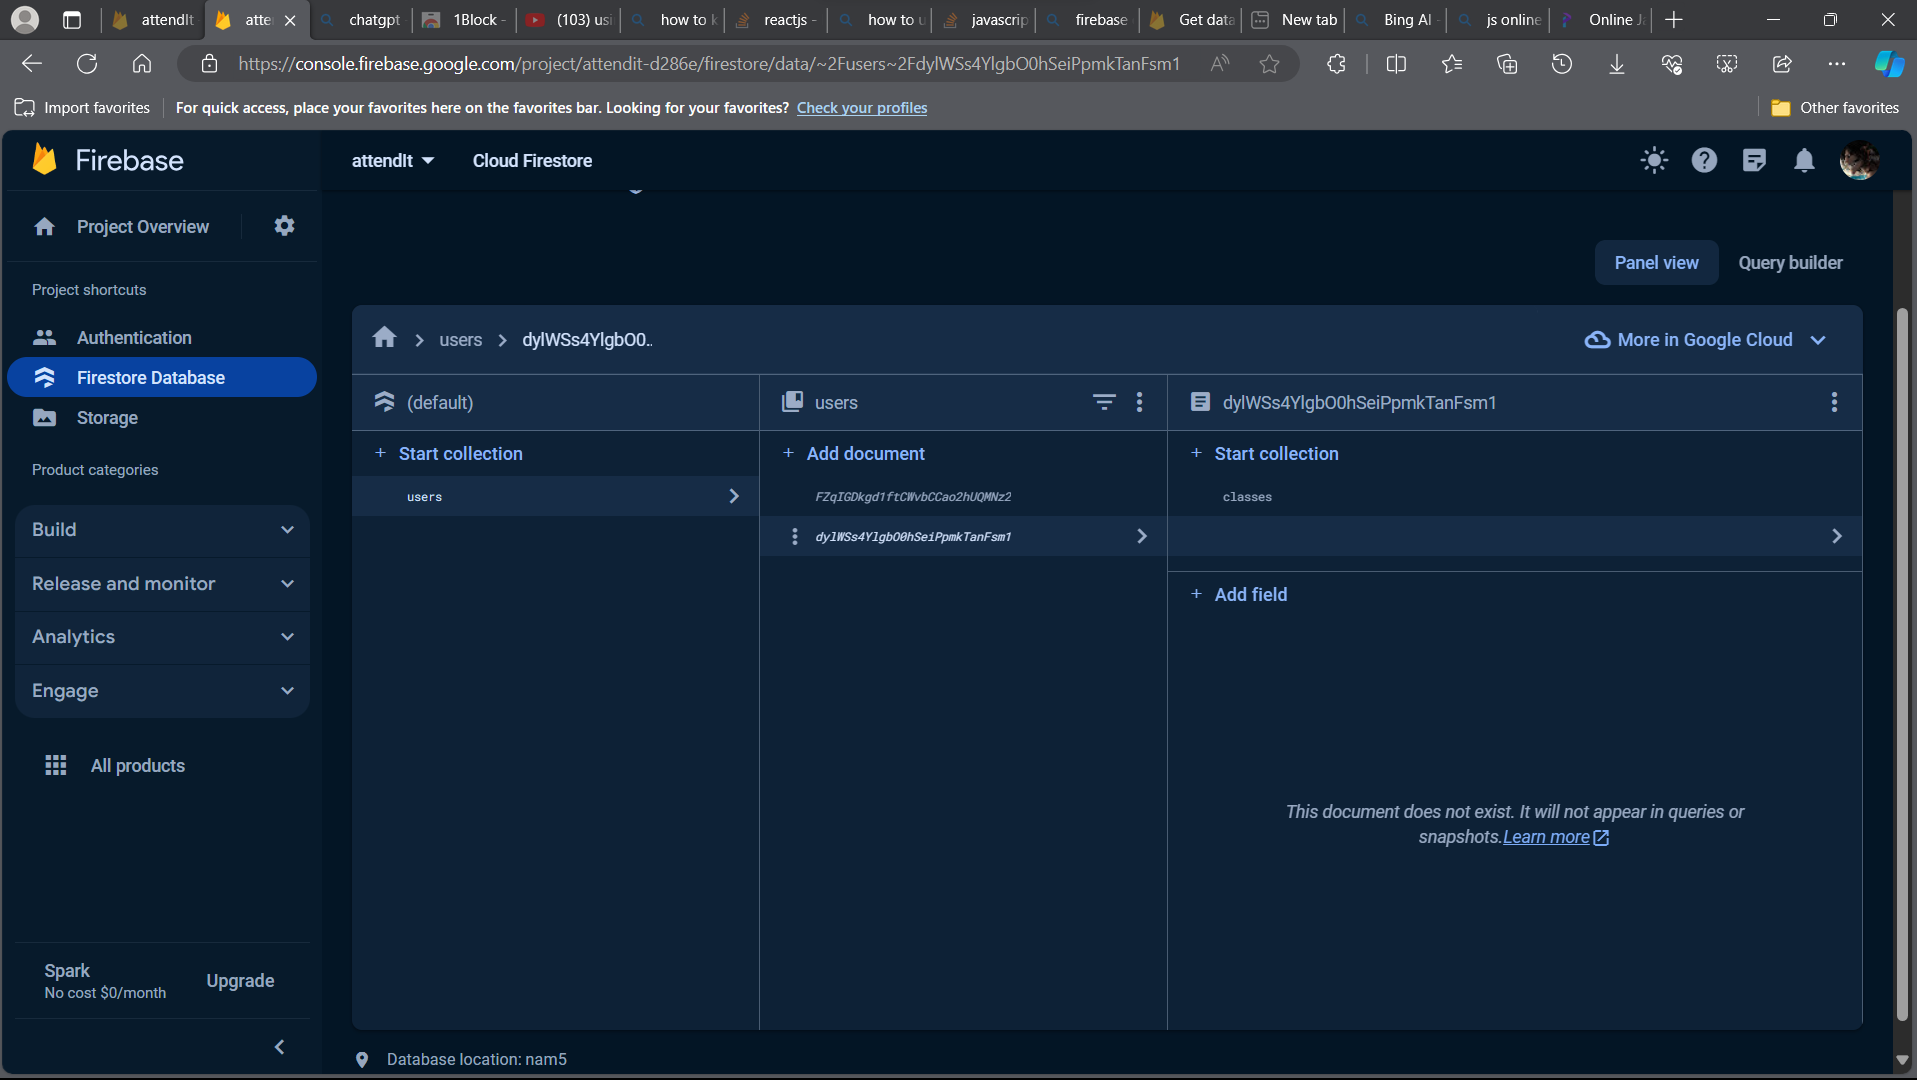 attendIt
atte
chatgpt
1Block -
(103) usi
how to k
reactjs -
how to u
javascrip
firebase
Get data
New tab
Bing AI -
js online
Online Ja
https://console.firebase.google.com/project/attendit-d286e/firestore/data/~2Fusers~2FdylWSs4YlgbO0hSeiPpmkTanFsm1
Import favorites
For quick access, place your favorites here on the favorites bar. Looking for your favorites? Check your profiles
Other favorites
Firebase
attendIt
Cloud Firestore
Project Overview
Panel view
Query builder
Project shortcuts
Authentication
Firestore Database
Storage
Product categories
Build
Release and monitor
Analytics
Engage
All products
Spark
No cost $0/month
Upgrade
users
dylWSs4YlgbO0..
More in Google Cloud
(default)
users
dylWSs4YlgbO0hSeiPpmkTanFsm1
+ Start collection
+ Add document
+ Start collection
users
FZqIGDkgd1ftCWvbCCao2hUQMNz2
classes
dylWSs4YlgbO0hSeiPpmkTanFsm1
+ Add field
This document does not exist. It will not appear in queries or
snapshots.Learn more
Database location: nam5